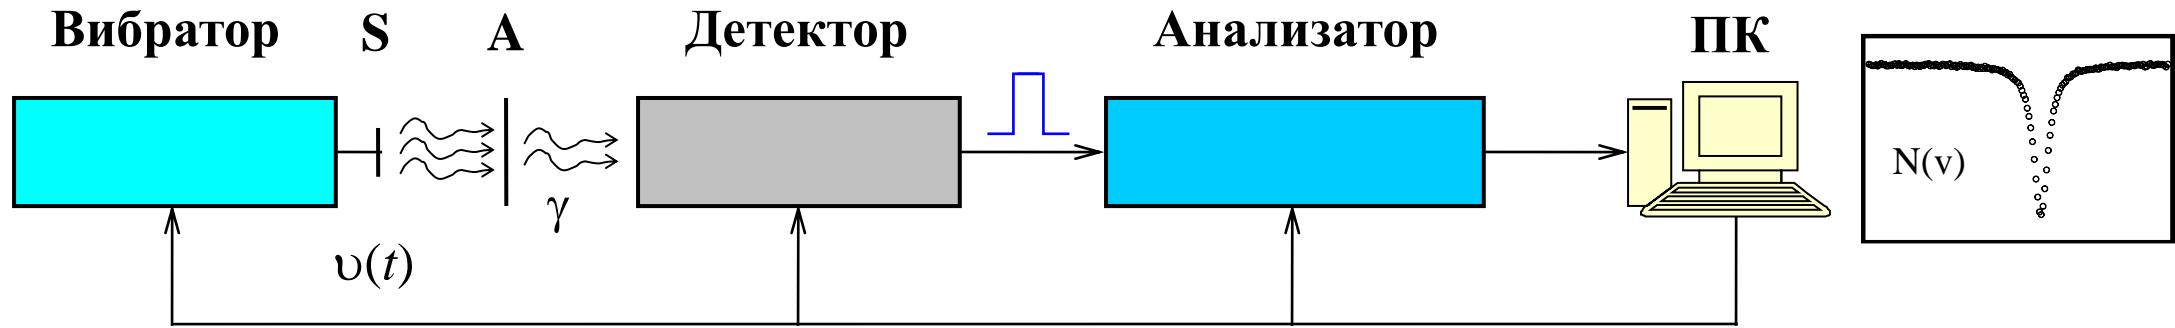 Вибратор S A Детектор Анализатор ПК
N(v)
γ
υ(t)